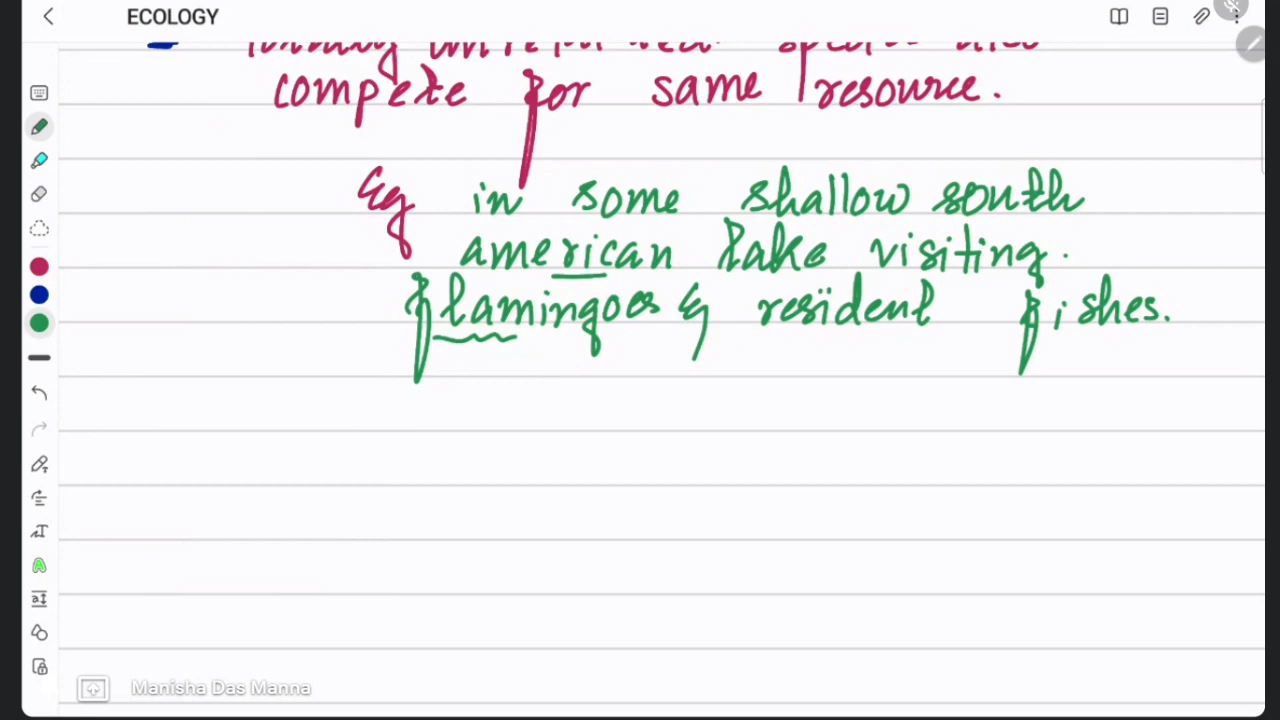 ECOLOGY
compete for same resource.
Eg in some shallow south
american lake visiting.
flamingoes & resident fishes.
Manisha Das Manna